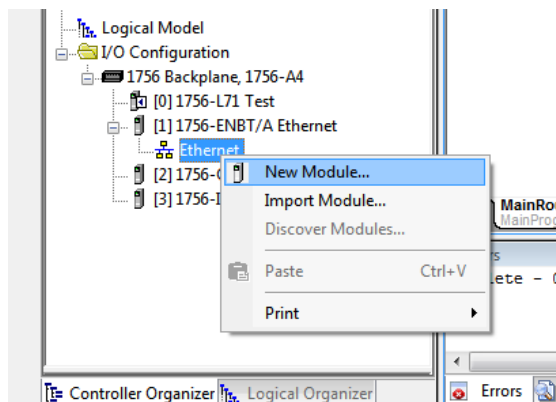 Logical Model
I/O Configuration
1756 Backplane, 1756-A4
[0] 1756-L71 Test
[1] 1756-ENBT/A Ethernet
Ethernet
[2] 1756-
[3] 1756-
New Module...
Import Module...
Discover Modules...
Paste Ctrl+V
Print
MainRo
MainProg
rs
lete -
Controller Organizer
Logical Organizer
Errors